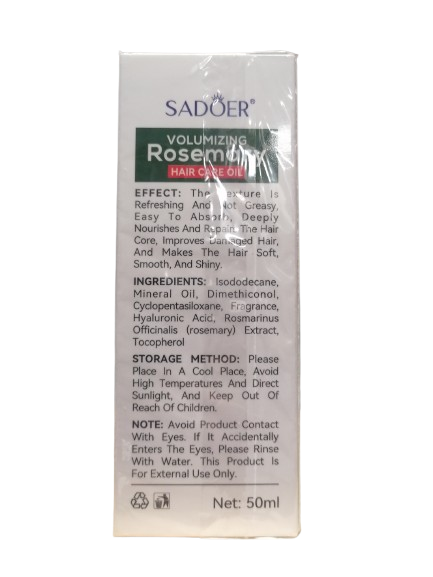 SADOER®
VOLUMIZING
Rosemary
HAIR CARE OIL
EFFECT: The Texture Is
Refreshing And Not Greasy,
Easy To Absorb, Deeply
Nourishes And Repairs The Hair
Core, Improves Damaged Hair,
And Makes The Hair Soft,
Smooth, And Shiny.
INGREDIENTS: Isododecane,
Mineral Oil, Dimethiconol,
Cyclopentasiloxane, Fragrance,
Hyaluronic Acid, Rosmarinus
Officinalis (rosemary) Extract,
Tocopherol
STORAGE METHOD: Please
Place In A Cool Place, Avoid
High Temperatures And Direct
Sunlight, And Keep Out Of
Reach Of Children.
NOTE: Avoid Product Contact
With Eyes. If It Accidentally
Enters The Eyes, Please Rinse
With Water. This Product Is
For External Use Only.
Net: 50ml